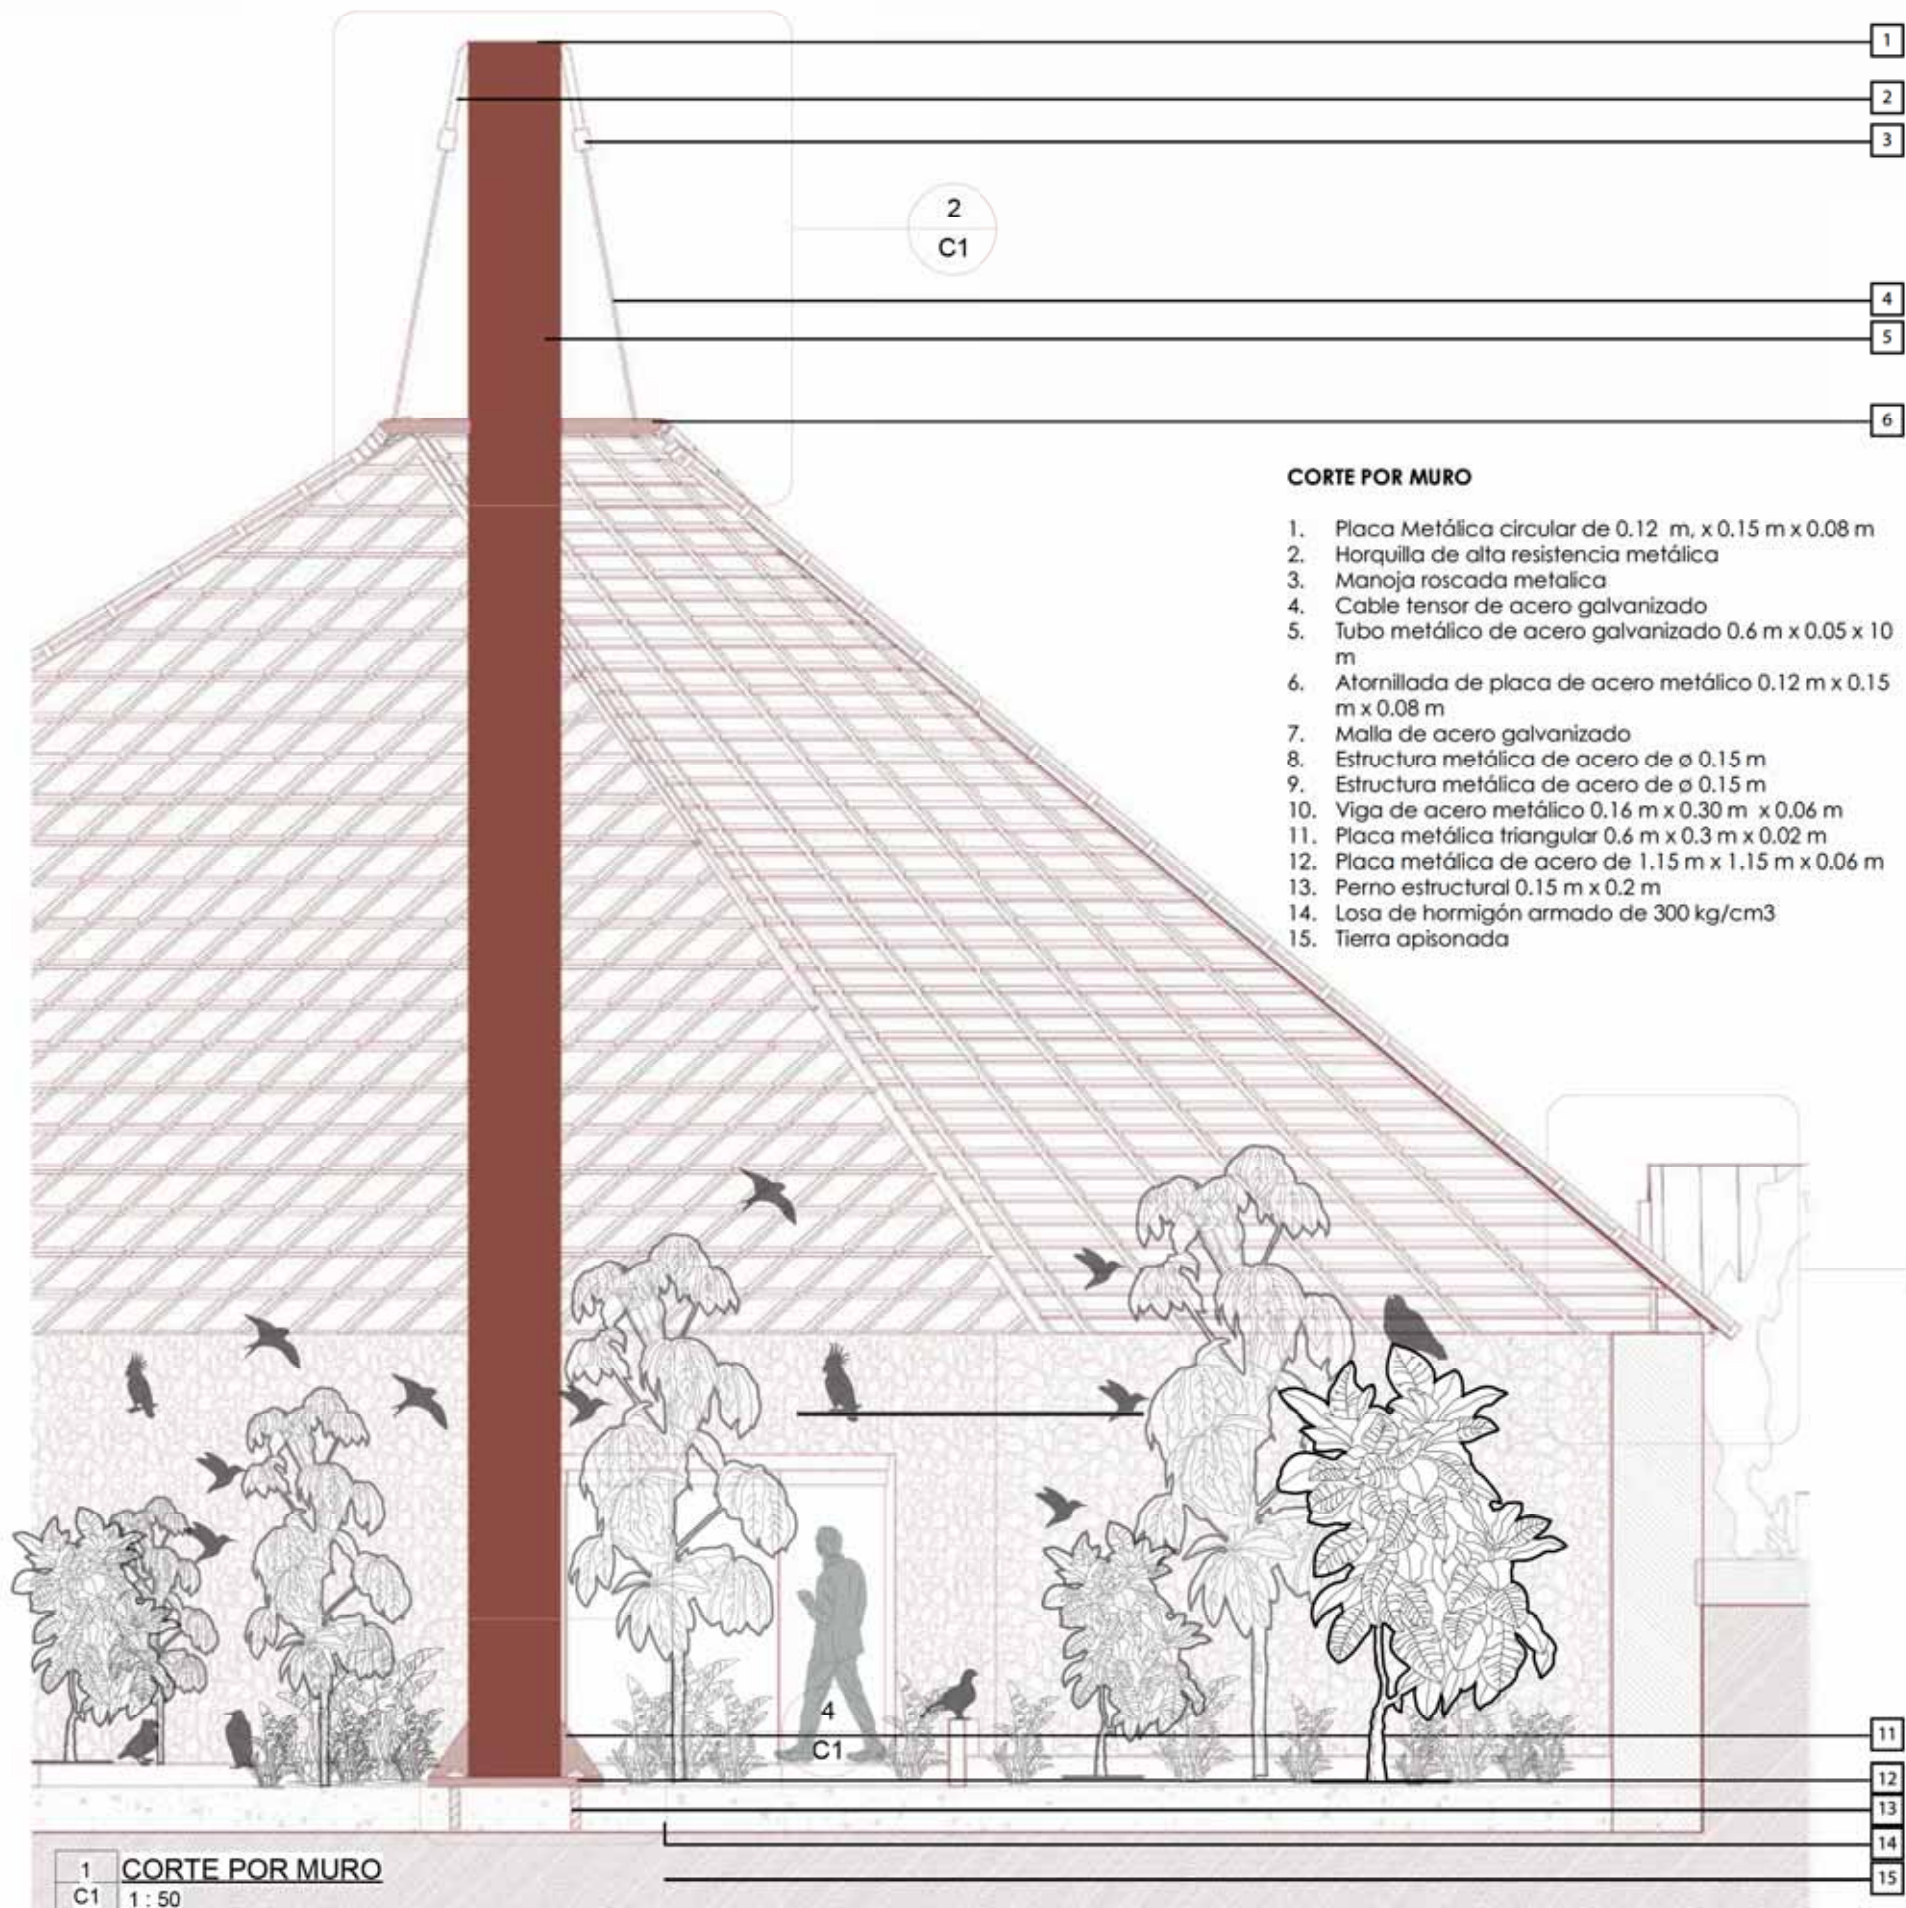 1
2
3
2
C1
4
5
6
CORTE POR MURO
1. Placa Metálica circular de 0.12 m, x 0.15 m x 0.08 m
2. Horquilla de alta resistencia metálica
3. Manoja roscada metalica
4. Cable tensor de acero galvanizado
5. Tubo metálico de acero galvanizado 0.6 m x 0.05 x 10
m
6. Atornillada de placa de acero metálico 0.12 m x 0.15
m x 0.08 m
7. Malla de acero galvanizado
8. Estructura metálica de acero de ø 0.15 m
9. Estructura metálica de acero de ø 0.15 m
10. Viga de acero metálico 0.16 m x 0.30 m x 0.06 m
11. Placa metálica triangular 0.6 m x 0.3 m x 0.02 m
12. Placa metálica de acero de 1.15 m x 1.15 m x 0.06 m
13. Perno estructural 0.15 m x 0.2 m
14. Losa de hormigón armado de 300 kg/cm3
15. Tierra apisonada
4
C1
11
12
13
14
15
1 CORTE POR MURO
C1 1 : 50